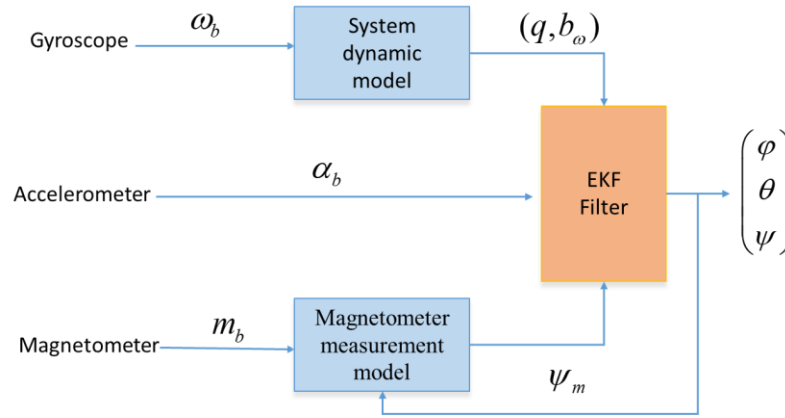 Gyroscope
ω_b
System
dynamic
model
(q, b_ω)
Accelerometer
α_b
EKF
Filter
φ
θ
ψ
Magnetometer
m_b
Magnetometer
measurement
model
ψ_m